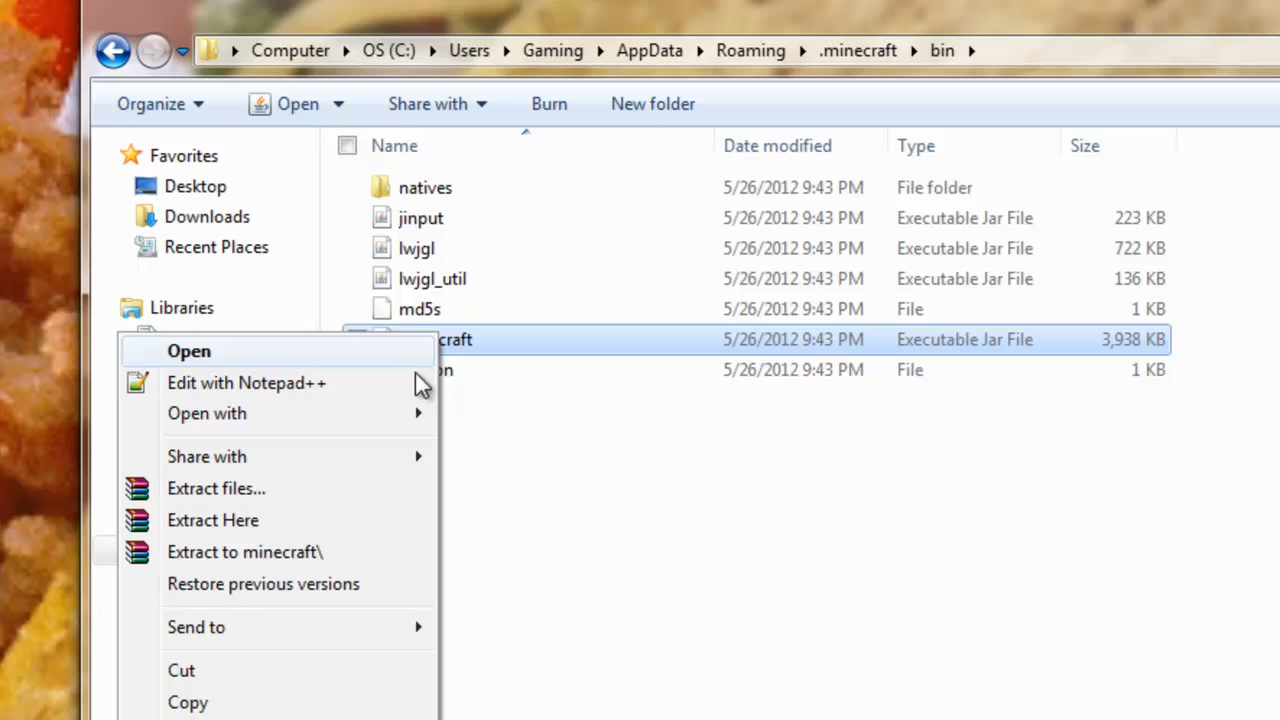 Computer OS (C:) Users Gaming AppData Roaming .minecraft bin
Organize Open Share with Burn New folder
Name Date modified Type Size
Favorites
Desktop
Downloads
Recent Places
Libraries
natives 5/26/2012 9:43 PM File folder
jinput 5/26/2012 9:43 PM Executable Jar File 223 KB
lwjgl 5/26/2012 9:43 PM Executable Jar File 722 KB
lwjgl_util 5/26/2012 9:43 PM Executable Jar File 136 KB
md5s 5/26/2012 9:43 PM File 1 KB
craft 5/26/2012 9:43 PM Executable Jar File 3,938 KB
on 5/26/2012 9:43 PM File 1 KB
Open
Edit with Notepad++
Open with
Share with
Extract files...
Extract Here
Extract to minecraft\
Restore previous versions
Send to
Cut
Copy